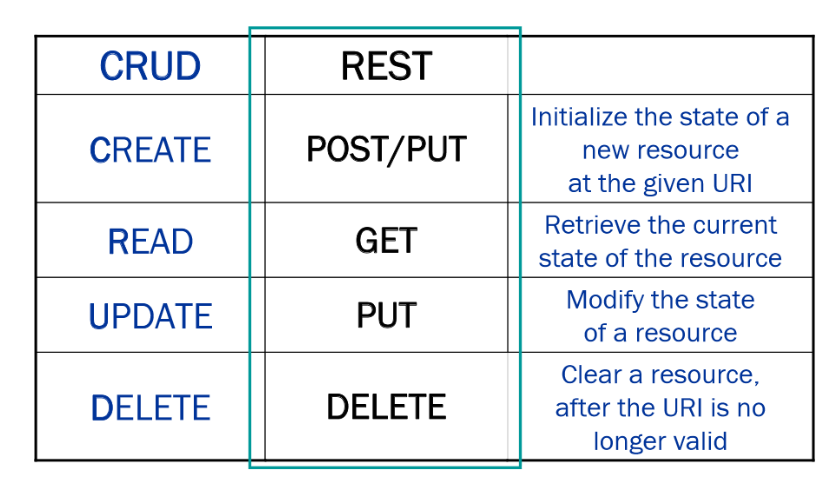 CRUD REST
CREATE POST/PUT Initialize the state of a
new resource
at the given URI
READ GET Retrieve the current
state of the resource
UPDATE PUT Modify the state
of a resource
DELETE DELETE Clear a resource,
after the URI is no
longer valid